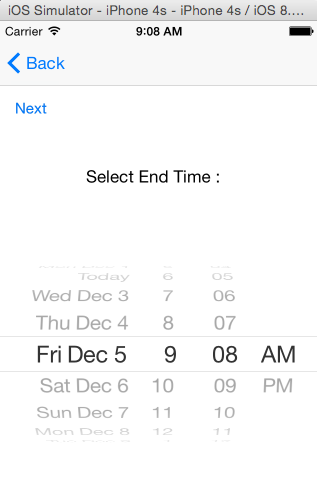 iOS Simulator - iPhone 4s - iPhone 4s / iOS 8....
Carrier 9:08 AM
Back
Next
Select End Time :
Today 6 05
Wed Dec 3 7 06
Thu Dec 4 8 07
Fri Dec 5 9 08 AM
Sat Dec 6 10 09 PM
Sun Dec 7 11 10
Mon Dec 8 12 11